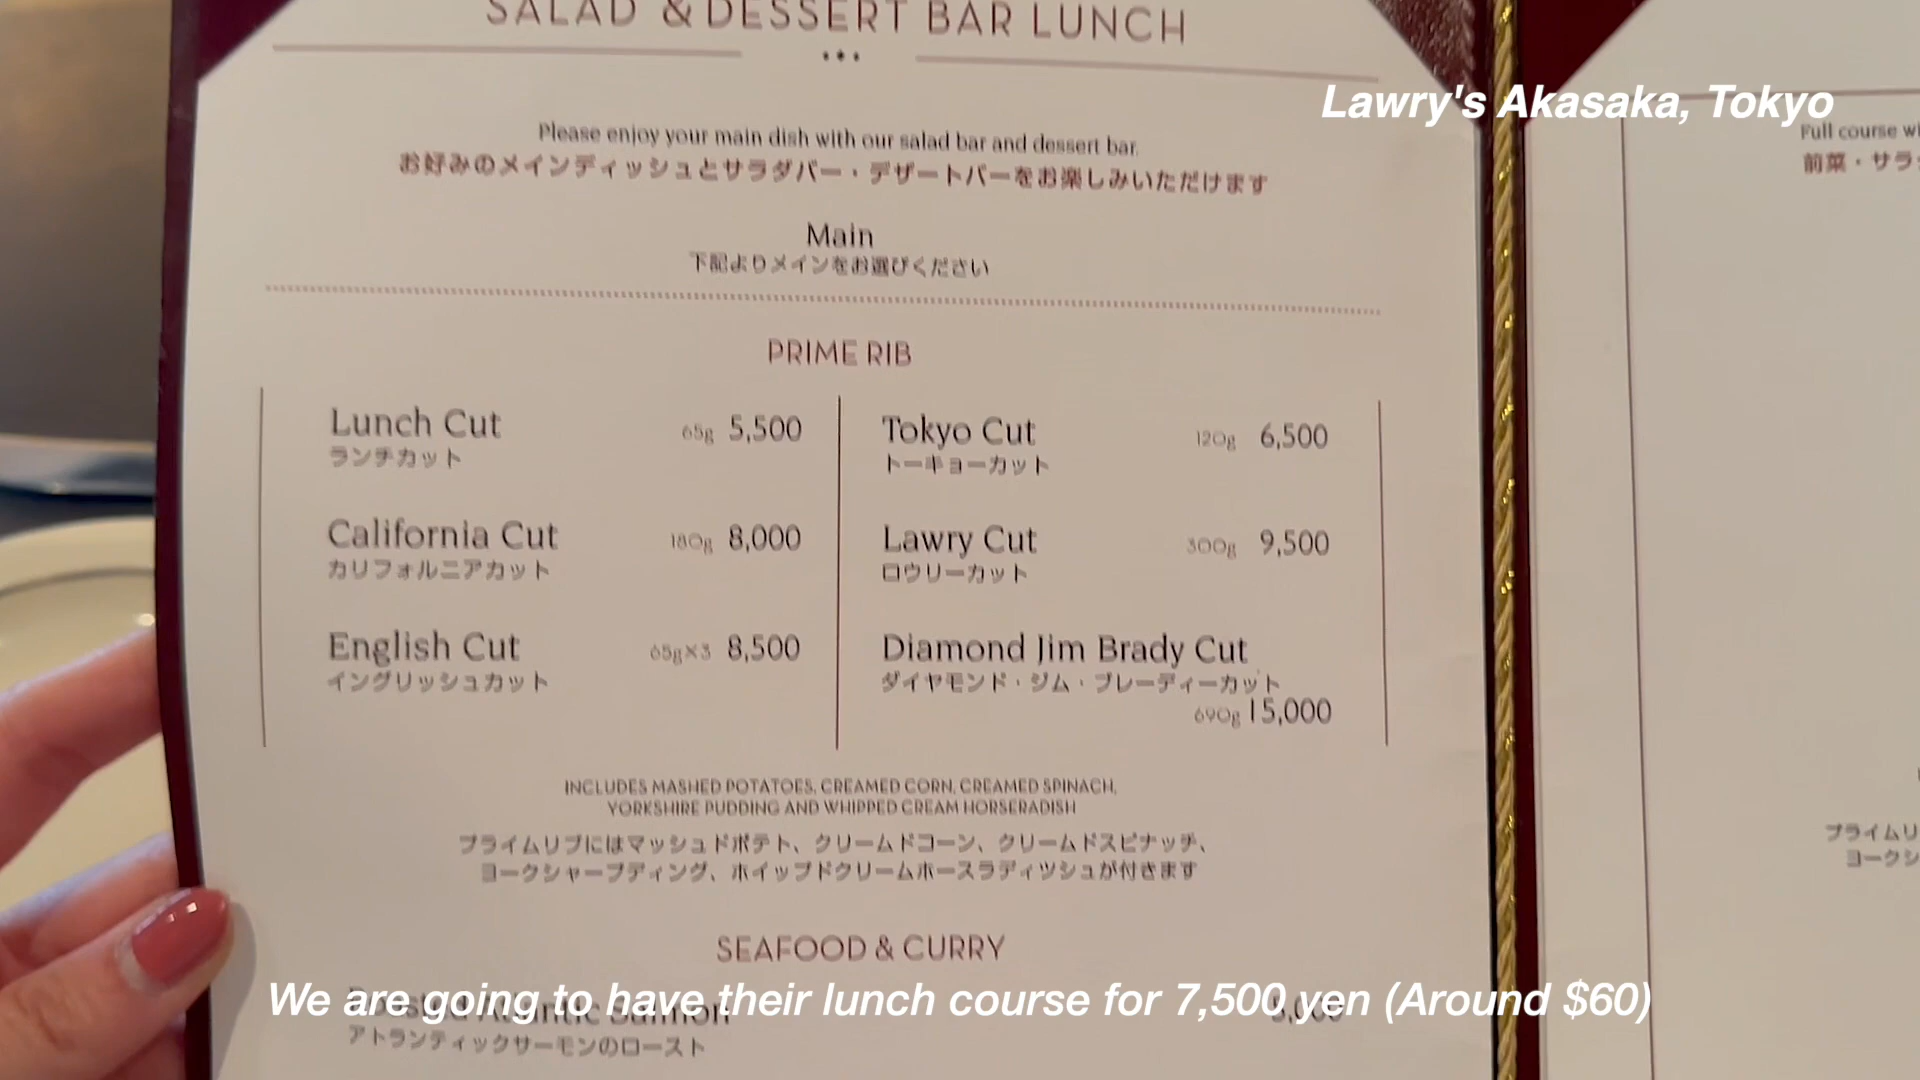 SALAD & DESSERT BAR LUNCH
Lawry's Akasaka, Tokyo
Please enjoy your main dish with our salad bar and dessert bar.
お好みのメインディッシュとサラダバー・デザートバーをお楽しみいただけます
Main
下記よりメインをお選びください
PRIME RIB
Lunch Cut 65g 5,500
ランチカット
Tokyo Cut 120g 6,500
トーキョーカット
California Cut 180g 8,000
カリフォルニアカット
Lawry Cut 300g 9,500
ロウリーカット
English Cut 65g×3 8,500
イングリッシュカット
Diamond Jim Brady Cut
ダイヤモンド・ジム・ブレーディーカット
690g 15,000
INCLUDES MASHED POTATOES, CREAMED CORN, CREAMED SPINACH,
YORKSHIRE PUDDING AND WHIPPED CREAM HORSERADISH
プライムリブにはマッシュドポテト、クリームドコーン、クリームドスピナッチ、
ヨークシャープディング、ホイップドクリームホースラディッシュが付きます
SEAFOOD & CURRY
Roasted Atlantic Salmon
アトランティックサーモンのロースト
We are going to have their lunch course for 7,500 yen (Around $60)
Full course
前菜・サラ
プライムリ
ヨークシ